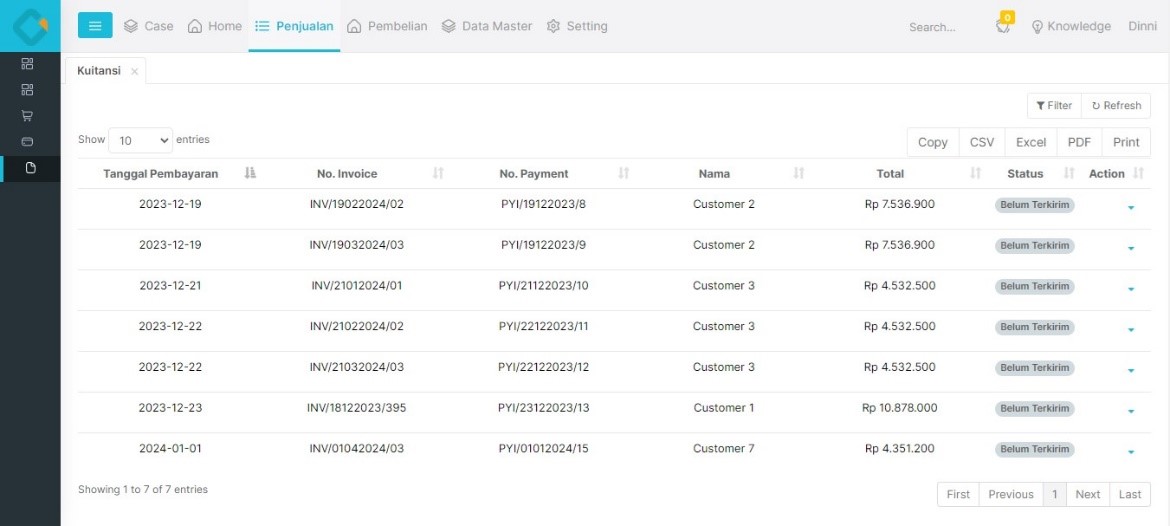 Case Home Penjualan Pembelian Data Master Setting Search... 0 Knowledge Dinni
Kuitansi ×
Filter Refresh
Show 10 entries
Copy CSV Excel PDF Print
Tanggal Pembayaran No. Invoice No. Payment Nama Total Status Action
2023-12-19 INV/19022024/02 PYI/19122023/8 Customer 2 Rp 7.536.900 Belum Terkirim
2023-12-19 INV/19032024/03 PYI/19122023/9 Customer 2 Rp 7.536.900 Belum Terkirim
2023-12-21 INV/21012024/01 PYI/21122023/10 Customer 3 Rp 4.532.500 Belum Terkirim
2023-12-22 INV/21022024/02 PYI/22122023/11 Customer 3 Rp 4.532.500 Belum Terkirim
2023-12-22 INV/21032024/03 PYI/22122023/12 Customer 3 Rp 4.532.500 Belum Terkirim
2023-12-23 INV/18122023/395 PYI/23122023/13 Customer 1 Rp 10.878.000 Belum Terkirim
2024-01-01 INV/01042024/03 PYI/01012024/15 Customer 7 Rp 4.351.200 Belum Terkirim
Showing 1 to 7 of 7 entries
First Previous 1 Next Last